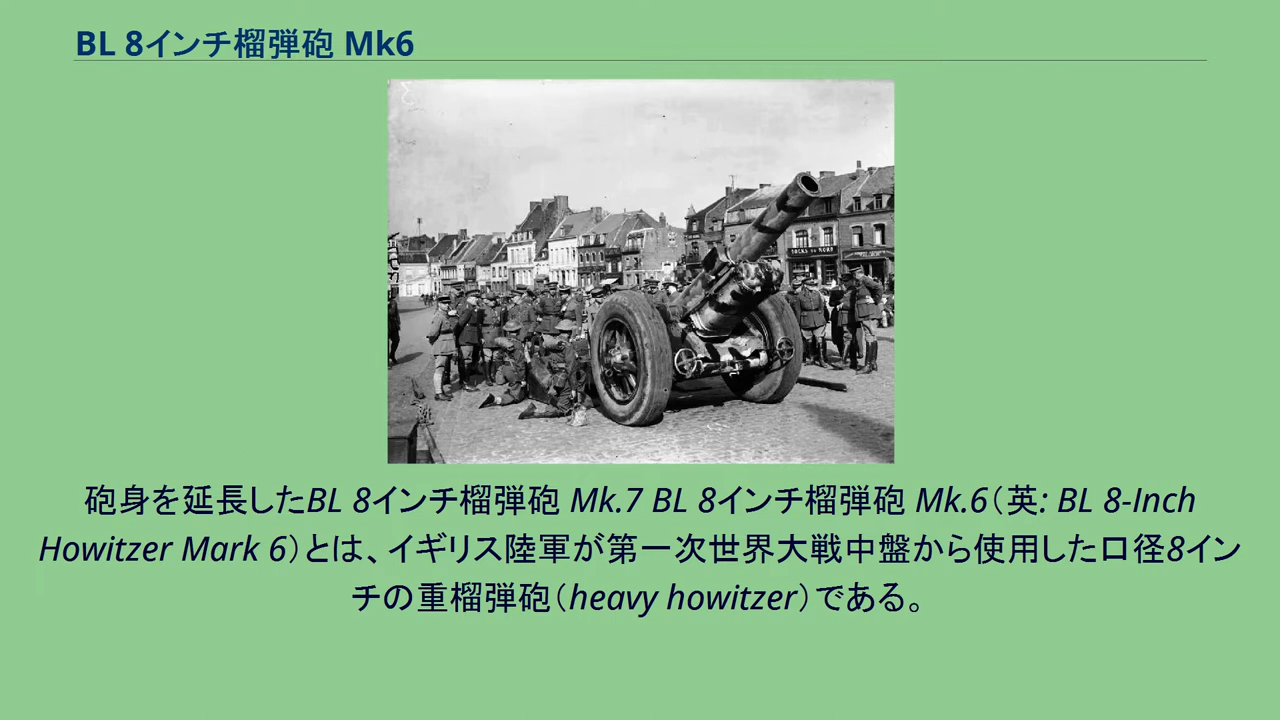 BL 8インチ榴弾砲 Mk6
砲身を延長したBL 8インチ榴弾砲 Mk.7 BL 8インチ榴弾砲 Mk.6(英: BL 8-Inch
Howitzer Mark 6)とは、イギリス陸軍が第一次世界大戦中盤から使用した口径8イン
チの重榴弾砲(heavy howitzer)である。